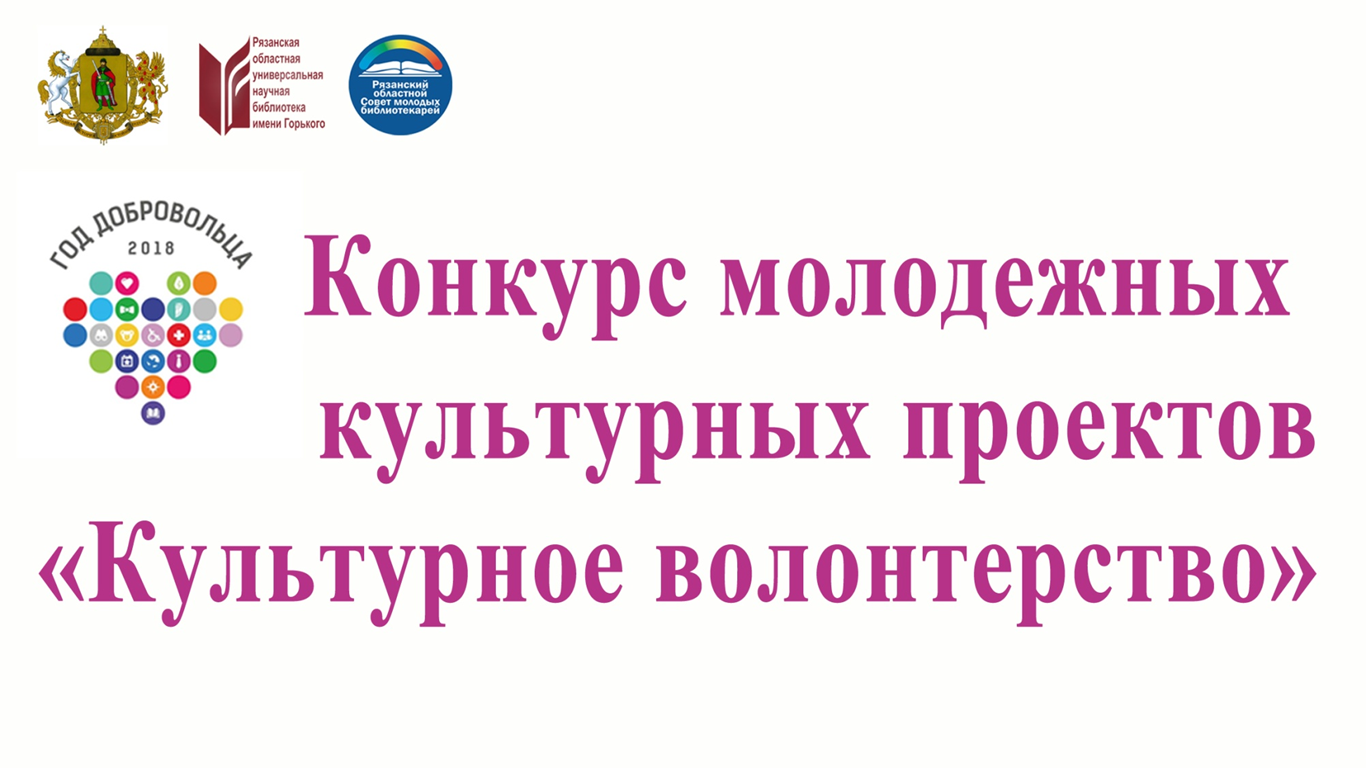 Рязанская
областная
универсальная
научная
библиотека
имени Горького
Рязанский
областной
Совет молодых
библиотекарей
ГОД ДОБРОВОЛЬЦА
2018
Конкурс молодежных
культурных проектов
«Культурное волонтерство»